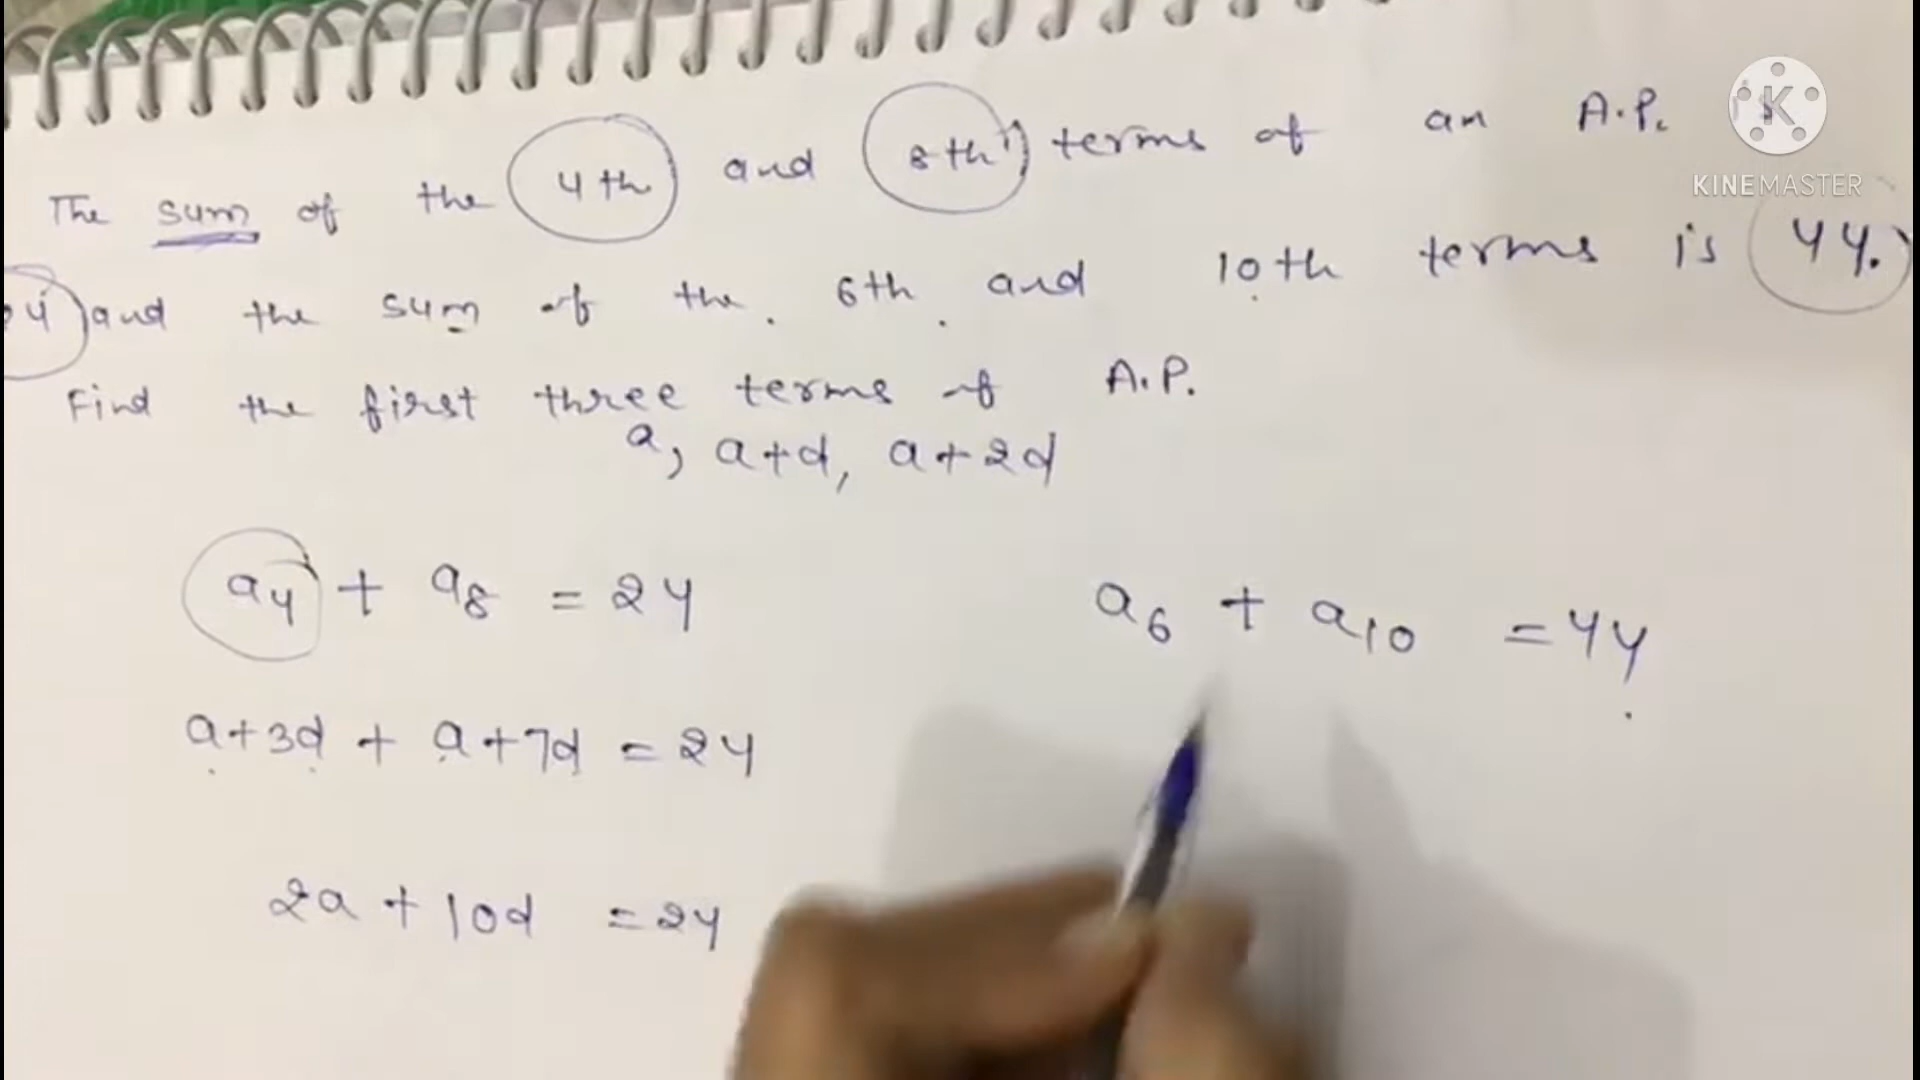 The sum of the 4th and 8th terms of an A.P. is
24 and the sum of the 6th and 10th terms is 44.
Find the first three terms of A.P.
a, a+d, a+2d
a4 + a8 = 24
a6 + a10 = 44
a+3d + a+7d = 24
2a + 10d = 24
K
KINEMASTER